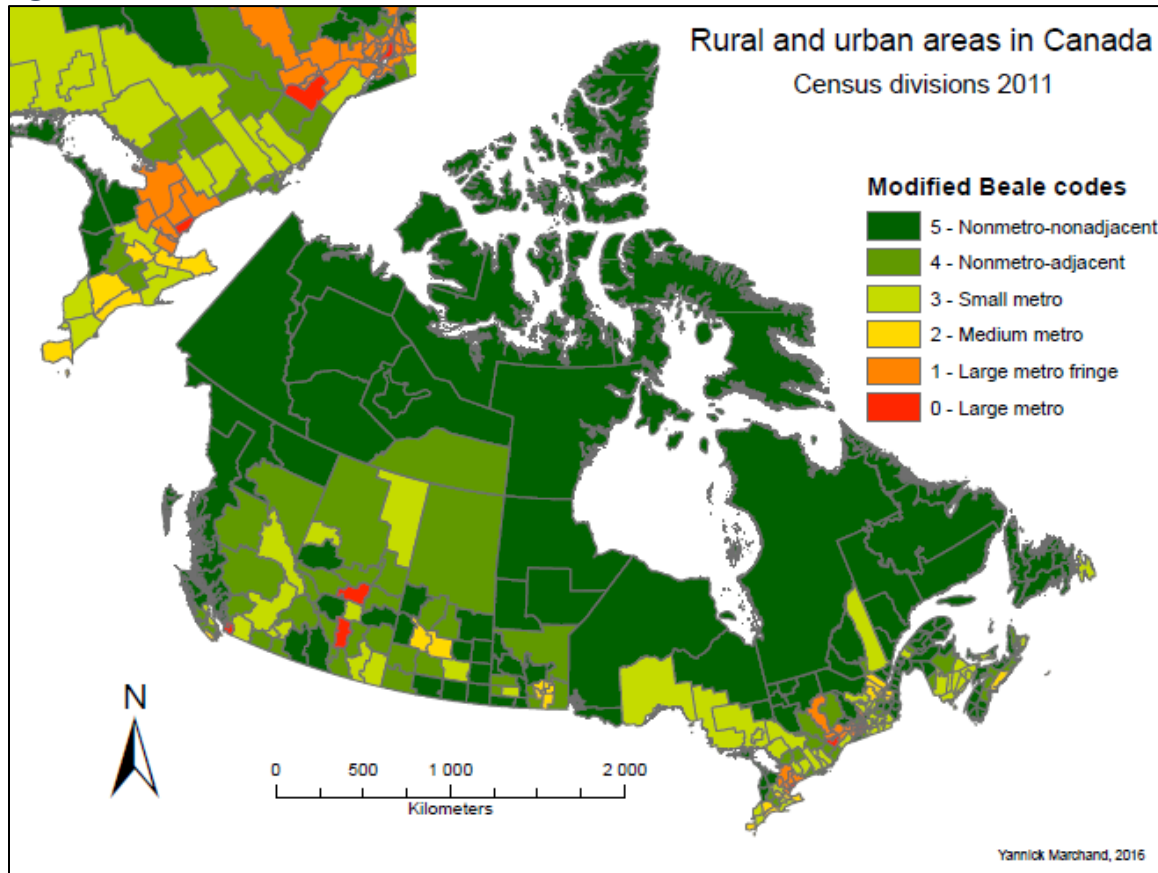 Rural and urban areas in Canada
Census divisions 2011
Modified Beale codes
5 - Nonmetro-nonadjacent
4 - Nonmetro-adjacent
3 - Small metro
2 - Medium metro
1 - Large metro fringe
0 - Large metro
N
0 500 1 000 2 000
Kilometers
Yannick Marchand, 2016